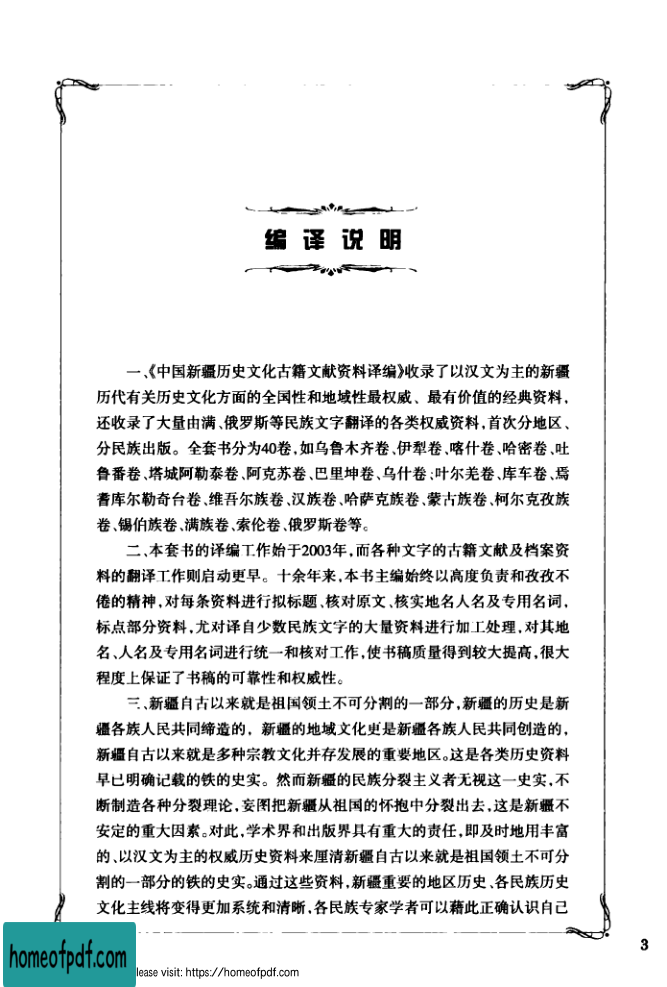 编译说明
一、《中国新疆历史文化古籍文献资料译编》收录了以汉文为主的新疆
历代有关历史文化方面的全国性和地域性最权威、最有价值的经典资料，
还收录了大量由满、俄罗斯等民族文字翻译的各类权威资料，首次分地区、
分民族出版。全套书分为40卷，如乌鲁木齐卷、伊犁卷、喀什卷、哈密卷、吐
鲁番卷、塔城阿勒泰卷、阿克苏卷、巴里坤卷、乌什卷；叶尔羌卷、库车卷、焉
耆库尔勒奇台卷、维吾尔族卷、汉族卷、哈萨克族卷、蒙古族卷、柯尔克孜族
卷、锡伯族卷、满族卷、索伦卷、俄罗斯卷等。
二、本套书的译编工作始于2003年，而各种文字的古籍文献及档案资
料的翻译工作则启动更早。十余年来，本书主编始终以高度负责和孜孜不
倦的精神，对每条资料进行拟标题、核对原文、核实地名人名及专用名词，
标点部分资料，尤对译自少数民族文字的大量资料进行加工处理，对其地
名、人名及专用名词进行统一和核对工作，使书稿质量得到较大提高，很大
程度上保证了书稿的可靠性和权威性。
三、新疆自古以来就是祖国领土不可分割的一部分，新疆的历史是新
疆各族人民共同缔造的，新疆的地域文化更是新疆各族人民共同创造的，
新疆自古以来就是多种宗教文化并存发展的重要地区。这是各类历史资料
早已明确记载的铁的史实。然而新疆的民族分裂主义者无视这一史实，不
断制造各种分裂理论，妄图把新疆从祖国的怀抱中分裂出去，这是新疆不
安定的重大因素。对此，学术界和出版界具有重大的责任，即及时地用丰富
的、以汉文为主的权威历史资料来厘清新疆自古以来就是祖国领土不可分
割的一部分的铁的史实。通过这些资料，新疆重要的地区历史、各民族历史
文化主线将变得更加系统和清晰，各民族专家学者可以藉此正确认识自己
3
homeofpdf.com
lease visit: https://homeofpdf.com